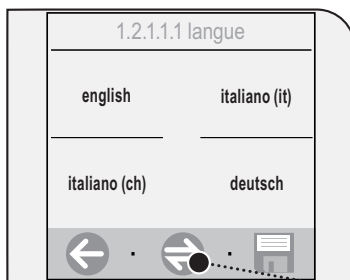 1.2.1.1.1 langue
english italiano (it)
italiano (ch) deutsch